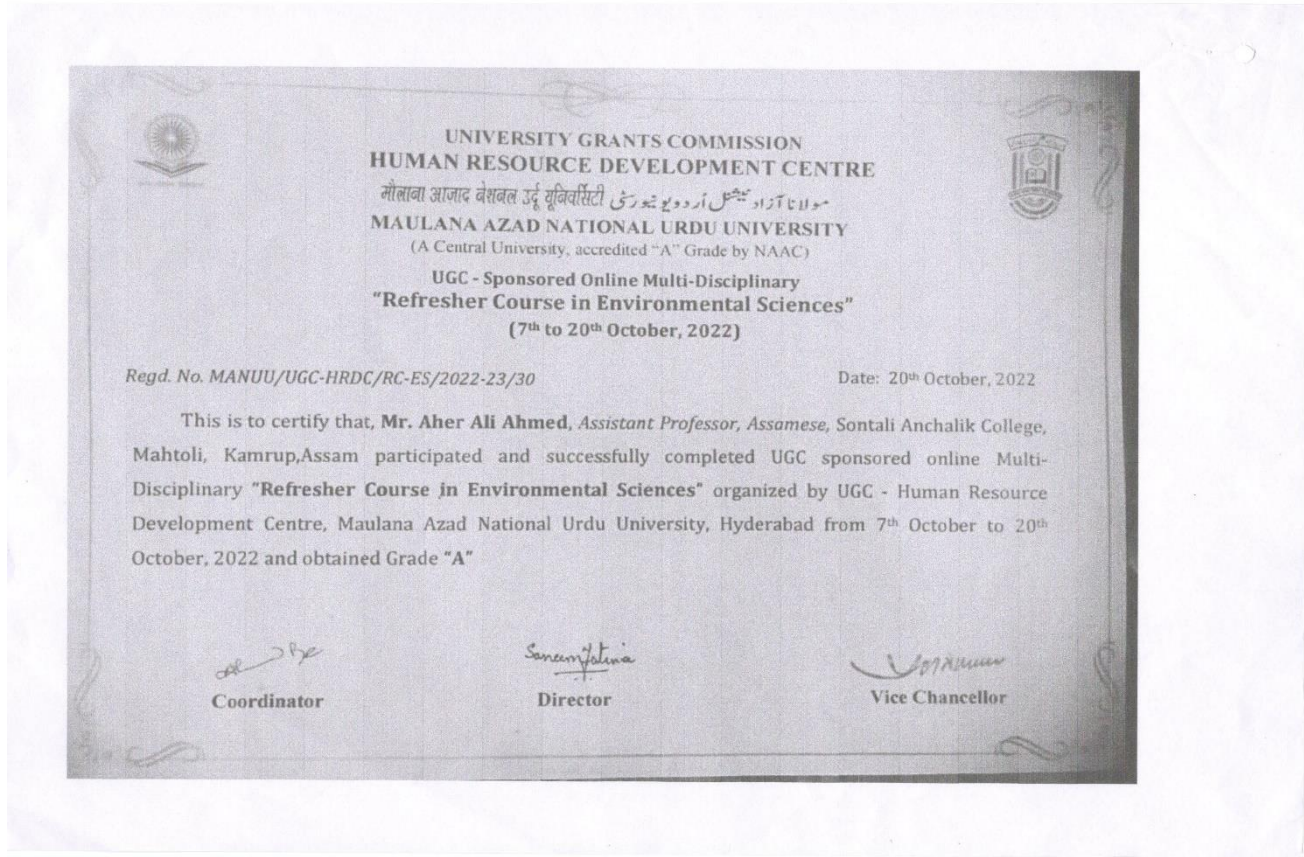 UNIVERSITY GRANTS COMMISSION
HUMAN RESOURCE DEVELOPMENT CENTRE
मौलाना आज़ाद नेशनल उर्दू यूनिवर्सिटी مولانا آزاد نیشنل اُردو یونیورسٹی
MAULANA AZAD NATIONAL URDU UNIVERSITY
(A Central University, accredited "A" Grade by NAAC)
UGC - Sponsored Online Multi-Disciplinary
"Refresher Course in Environmental Sciences"
(7th to 20th October, 2022)
Regd. No. MANUU/UGC-HRDC/RC-ES/2022-23/30 Date: 20th October, 2022
This is to certify that, Mr. Aher Ali Ahmed, Assistant Professor, Assamese, Sontali Anchalik College,
Mahtoli, Kamrup,Assam participated and successfully completed UGC sponsored online Multi-
Disciplinary "Refresher Course in Environmental Sciences" organized by UGC - Human Resource
Development Centre, Maulana Azad National Urdu University, Hyderabad from 7th October to 20th
October, 2022 and obtained Grade "A"
Coordinator Director Vice Chancellor